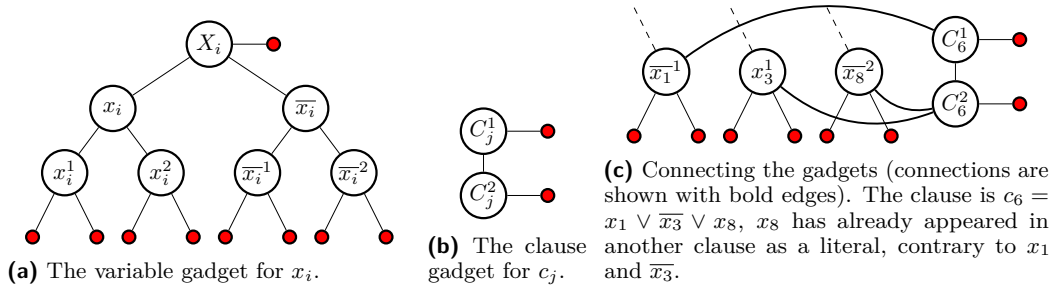 X_i
x_i
\overline{x_i}
x_i^1
x_i^2
\overline{x_i}^1
\overline{x_i}^2
(a) The variable gadget for x_i.
C_j^1
C_j^2
(b) The clause
gadget for c_j.
\overline{x_1}^1
x_3^1
\overline{x_8}^2
C_6^1
C_6^2
(c) Connecting the gadgets (connections are
shown with bold edges). The clause is c_6 =
x_1 ∨ \overline{x_3} ∨ x_8, x_8 has already appeared in
another clause as a literal, contrary to x_1
and \overline{x_3}.